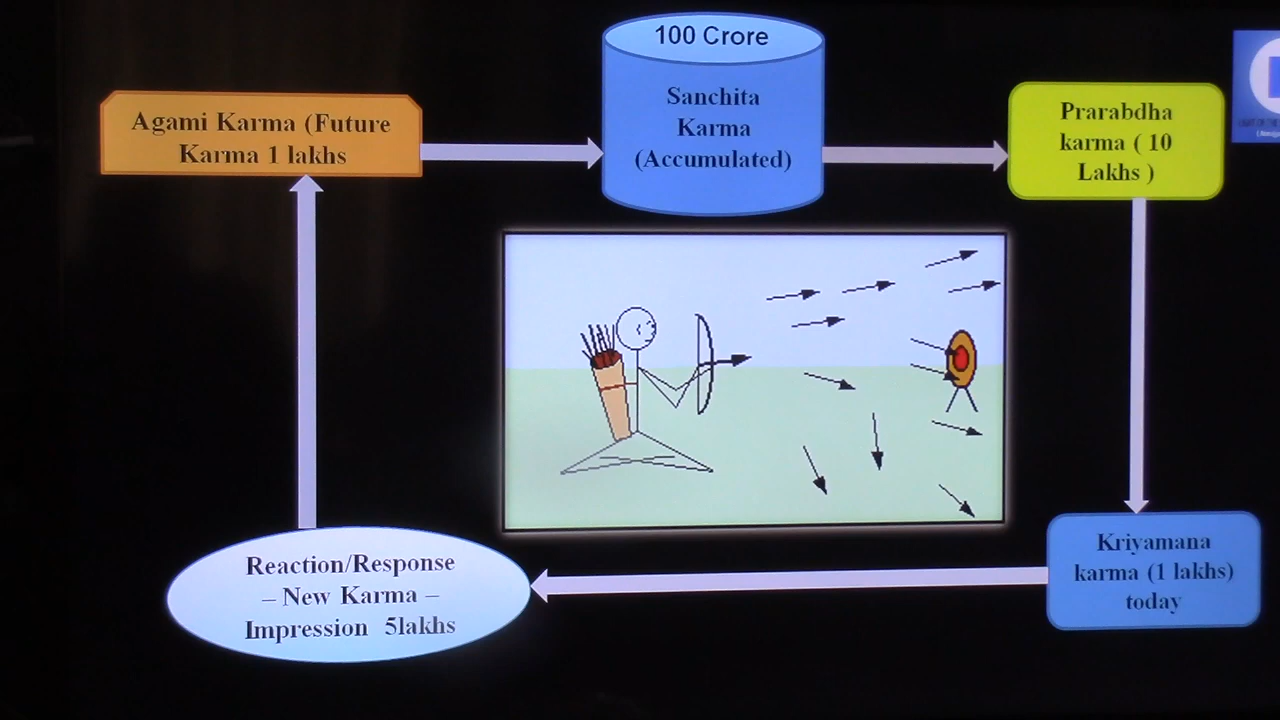 100 Crore
Sanchita
Karma
(Accumulated)
Agami Karma (Future
Karma 1 lakhs
Prarabdha
karma ( 10
Lakhs )
Kriyamana
karma (1 lakhs)
today
Reaction/Response
– New Karma –
Impression 5lakhs